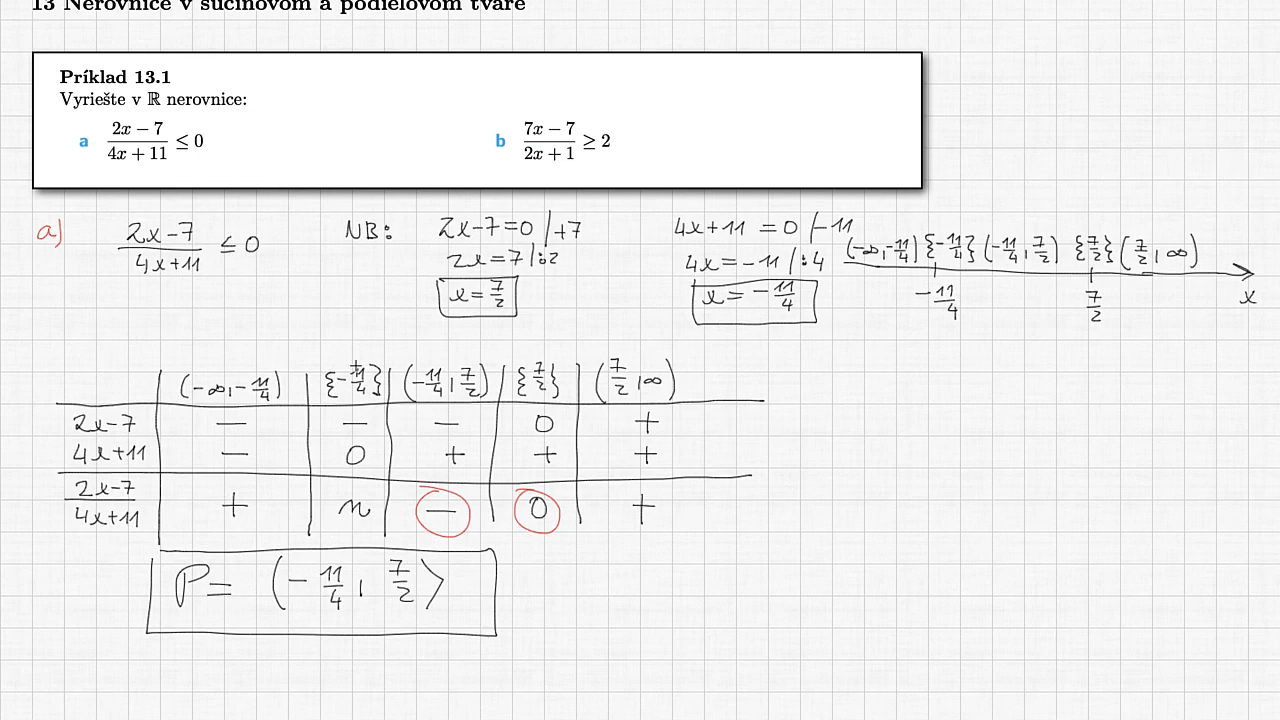 13 Nerovnice v súčinovom a podielovom tvare
Príklad 13.1
Vyriešte v ℝ nerovnice:
a (2x − 7)/(4x + 11) ≤ 0
b (7x − 7)/(2x + 1) ≥ 2
a) (2x−7)/(4x+11) ≤ 0
NB: 2x−7=0 /+7
2x=7 /:2
x=7/2
4x+11=0 /−11
4x=−11 /:4
x=−11/4
(−∞,−11/4) {−11/4} (−11/4,7/2) {7/2} (7/2,∞)
−11/4 7/2 x
(−∞,−11/4) {−11/4} (−11/4,7/2) {7/2} (7/2,∞)
2x−7 − − − 0 +
4x+11 − 0 + + +
(2x−7)/(4x+11) + n − 0 +
P= (−11/4, 7/2⟩